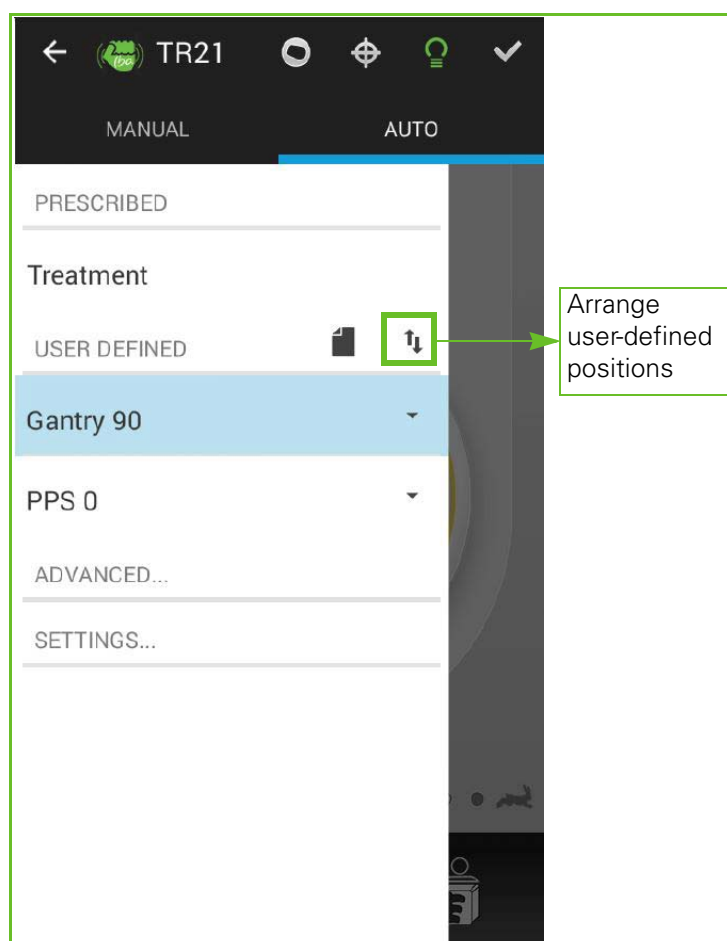 TR21
MANUAL AUTO
PRESCRIBED
Treatment
USER DEFINED
Gantry 90
PPS 0
ADVANCED...
SETTINGS...
Arrange
user-defined
positions